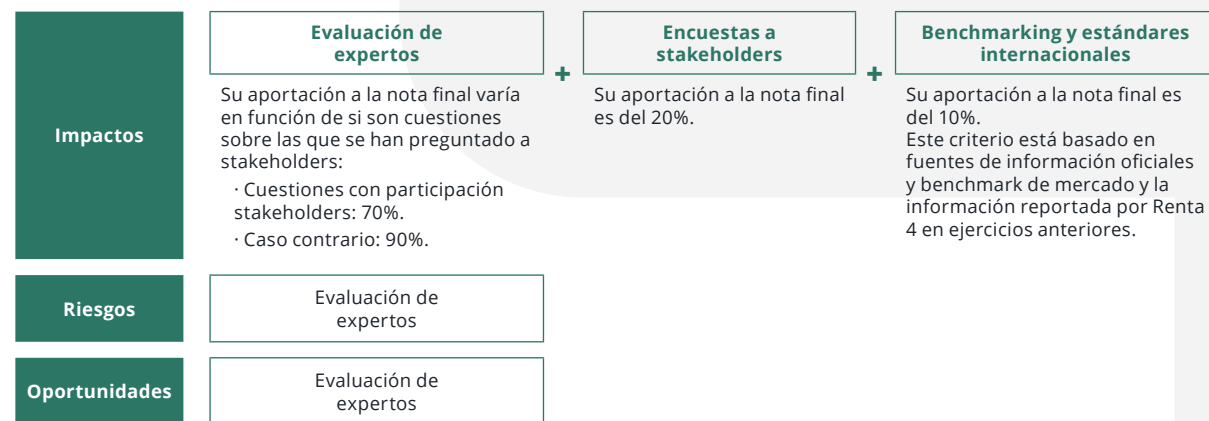 Impactos
Evaluación de
expertos
Su aportación a la nota final varía
en función de si son cuestiones
sobre las que se han preguntado a
stakeholders:
· Cuestiones con participación
stakeholders: 70%.
· Caso contrario: 90%.
+
Encuestas a
stakeholders
Su aportación a la nota final
es del 20%.
+
Benchmarking y estándares
internacionales
Su aportación a la nota final es
del 10%.
Este criterio está basado en
fuentes de información oficiales
y benchmark de mercado y la
información reportada por Renta
4 en ejercicios anteriores.
Riesgos
Evaluación de
expertos
Oportunidades
Evaluación de
expertos